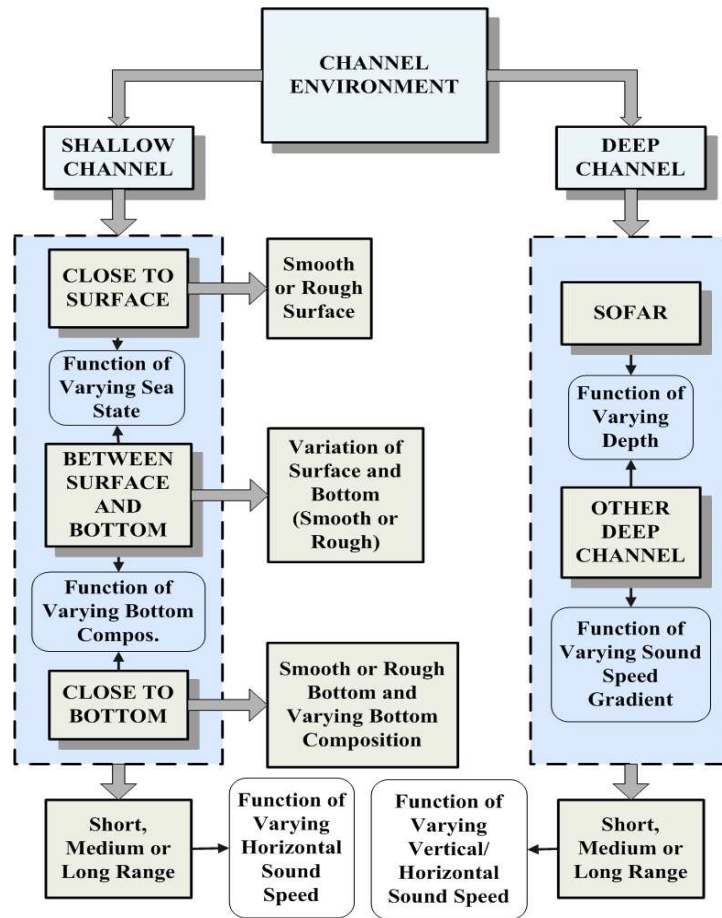 CHANNEL
ENVIRONMENT
SHALLOW
CHANNEL
DEEP
CHANNEL
CLOSE TO
SURFACE
Smooth
or Rough
Surface
Function of
Varying Sea
State
BETWEEN
SURFACE
AND
BOTTOM
Variation of
Surface and
Bottom
(Smooth or
Rough)
Function of
Varying Bottom
Compos.
CLOSE TO
BOTTOM
Smooth or Rough
Bottom and
Varying Bottom
Composition
Short,
Medium or
Long Range
Function of
Varying
Horizontal
Sound
Speed
SOFAR
Function of
Varying
Depth
OTHER
DEEP
CHANNEL
Function of
Varying Sound
Speed
Gradient
Function of
Varying
Vertical/
Horizontal
Sound Speed
Short,
Medium or
Long Range